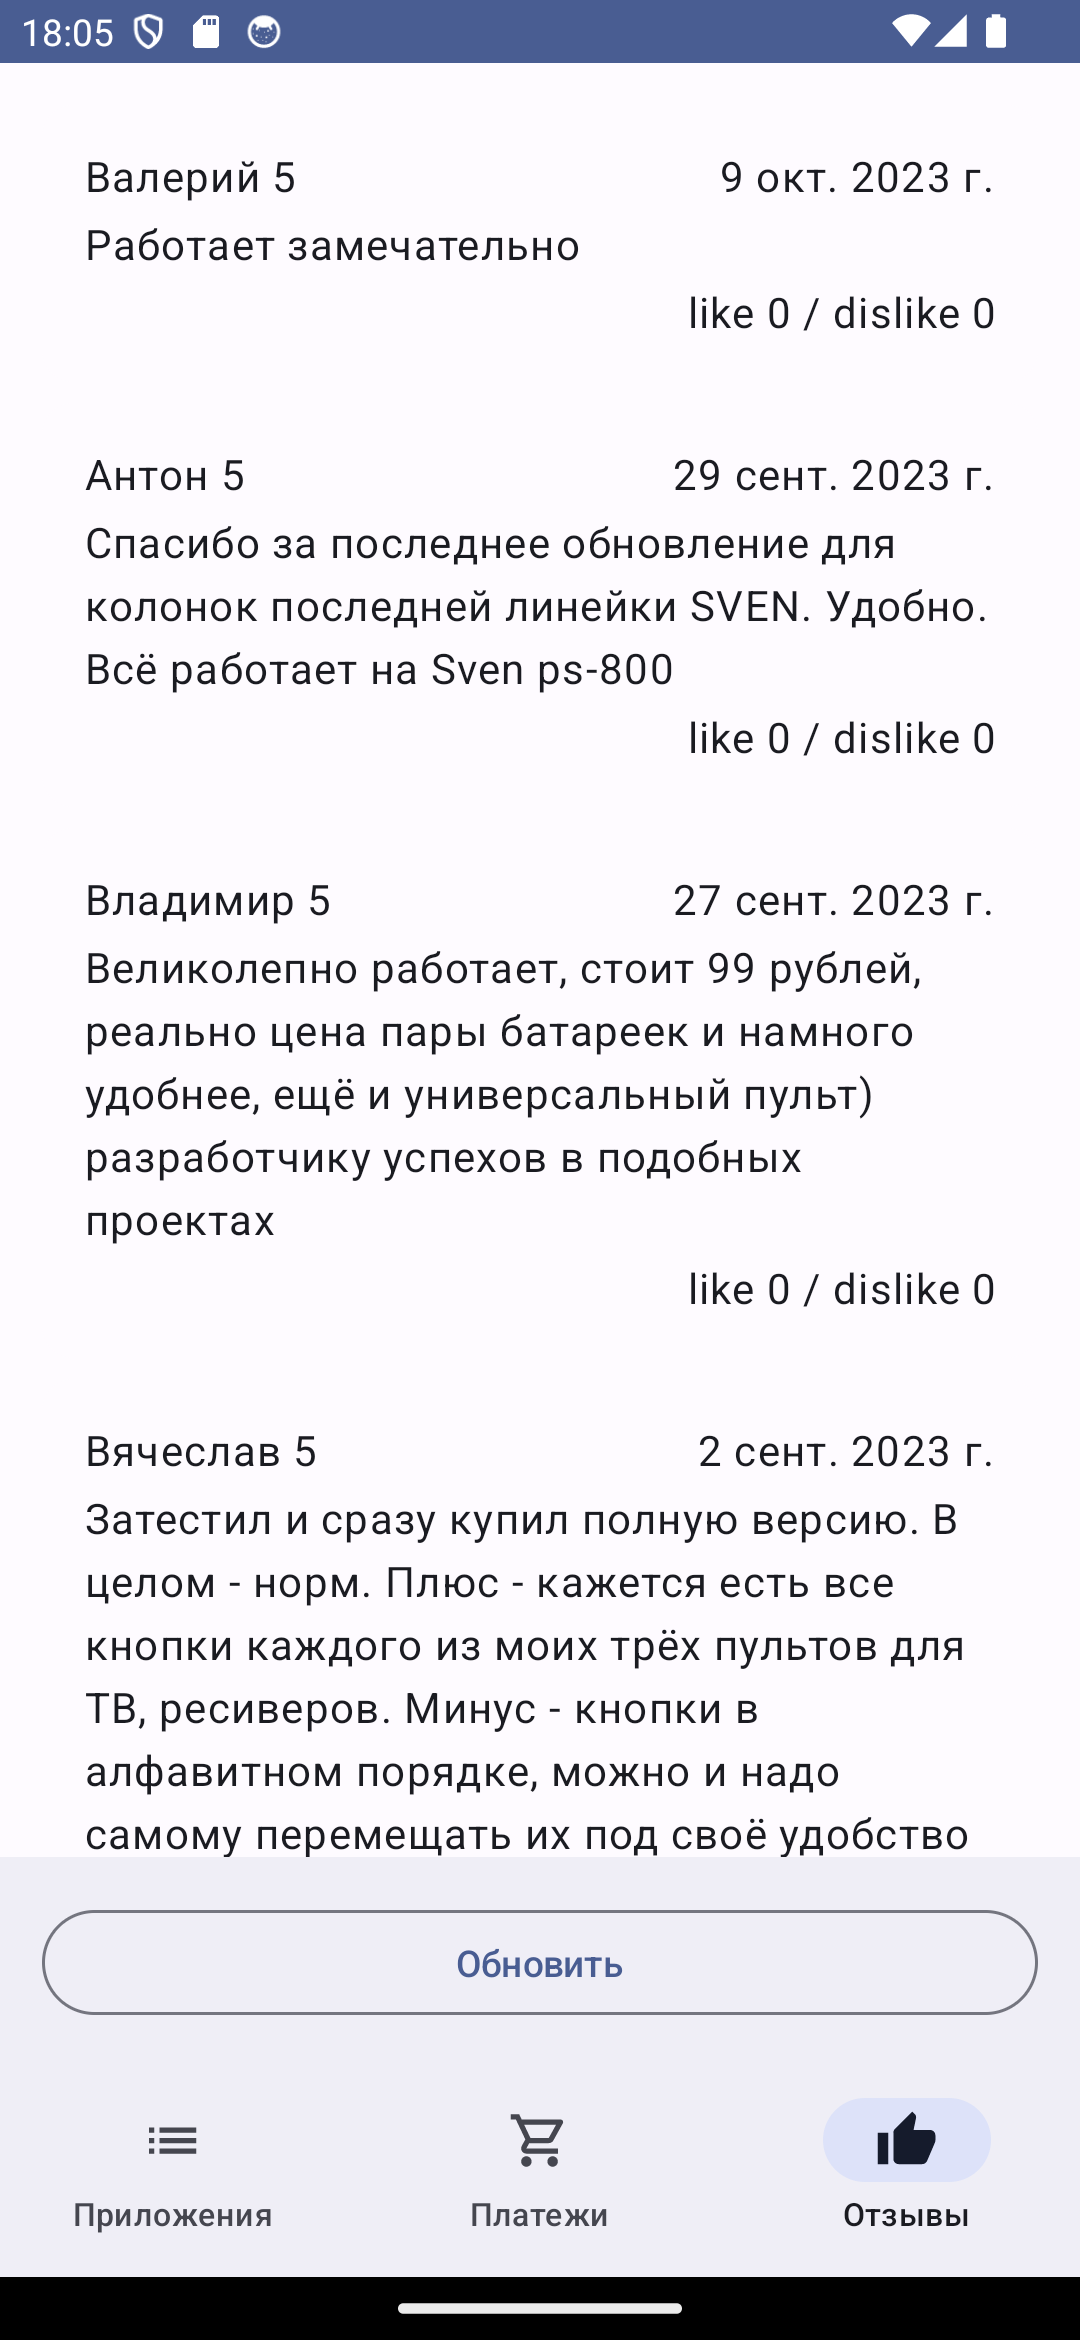 18:05
Валерий 5 9 окт. 2023 г.
Работает замечательно
like 0 / dislike 0
Антон 5 29 сент. 2023 г.
Спасибо за последнее обновление для
колонок последней линейки SVEN. Удобно.
Всё работает на Sven ps-800
like 0 / dislike 0
Владимир 5 27 сент. 2023 г.
Великолепно работает, стоит 99 рублей,
реально цена пары батареек и намного
удобнее, ещё и универсальный пульт)
разработчику успехов в подобных
проектах
like 0 / dislike 0
Вячеслав 5 2 сент. 2023 г.
Затестил и сразу купил полную версию. В
целом - норм. Плюс - кажется есть все
кнопки каждого из моих трёх пультов для
ТВ, ресиверов. Минус - кнопки в
алфавитном порядке, можно и надо
самому перемещать их под своё удобство
Обновить
Приложения Платежи Отзывы